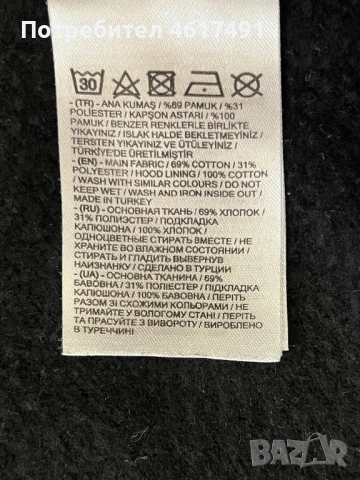 Потребител 4617491
30
- (TR) - ANA KUMAŞ / %69 PAMUK / %31
POLİESTER / KAPŞON ASTARI / %100
PAMUK / BENZER RENKLERLE BİRLİKTE
YIKAYINIZ / ISLAK HALDE BEKLETMEYİNİZ /
TERSTEN YIKAYINIZ VE ÜTÜLEYİNİZ /
TÜRKİYE'DE ÜRETİLMİŞTİR
- (EN) - MAIN FABRIC / 69% COTTON / 31%
POLYESTER / HOOD LINING / 100% COTTON
/ WASH WITH SIMILAR COLOURS / DO NOT
KEEP WET / WASH AND IRON INSIDE OUT /
MADE IN TURKEY
- (RU) - ОСНОВНАЯ ТКАНЬ / 69% ХЛОПОК /
31% ПОЛИЭСТЕР / ПОДКЛАДКА
КАПЮШОНА / 100% ХЛОПОК /
ОДНОЦВЕТНЫЕ СТИРАТЬ ВМЕСТЕ / НЕ
ХРАНИТЕ ВО ВЛАЖНОМ СОСТОЯНИИ /
СТИРАТЬ И ГЛАДИТЬ ВЫВЕРНУВ
НАИЗНАНКУ / СДЕЛАНО В ТУРЦИИ
- (UA) - ОСНОВНА ТКАНИНА / 69%
БАВОВНА / 31% ПОЛІЕСТЕР / ПІДКЛАДКА
КАПЮШОНА / 100% БАВОВНА / ПЕРІТЬ
РАЗОМ ЗІ СХОЖИМИ КОЛЬОРАМИ / НЕ
ТРИМАЙТЕ У ВОЛОГОМУ СТАНІ / ПЕРІТЬ
ТА ПРАСУЙТЕ З ВИВОРОТУ / ВИРОБЛЕНО
В ТУРЕЧЧИНІ
BAZAR